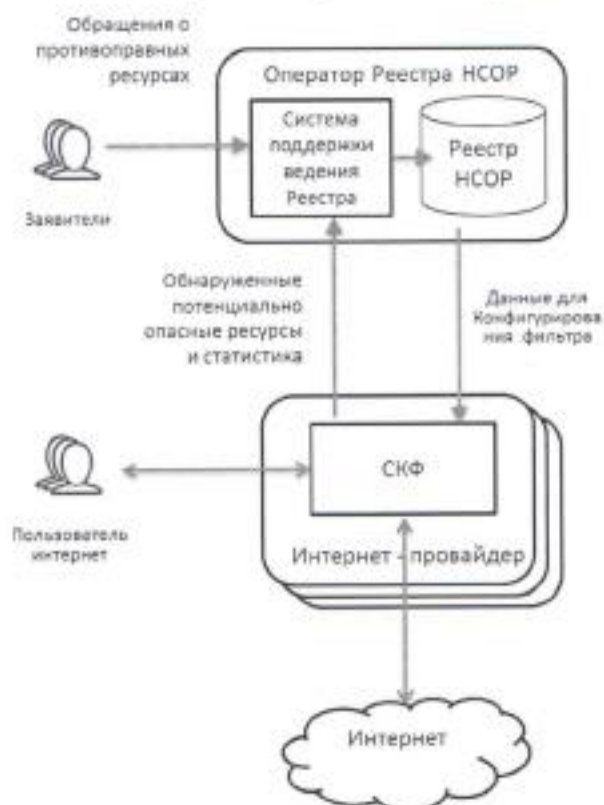 Обращения о
противоправных
ресурсах
Оператор Реестра НСОР
Система
поддержки
ведения
Реестра
Реестр
НСОР
Заявители
Обнаруженные
потенциально
опасные ресурсы
и статистика
Данные для
Конфигурирова
ния фильтра
СКФ
Пользователь
интернет
Интернет - провайдер
Интернет